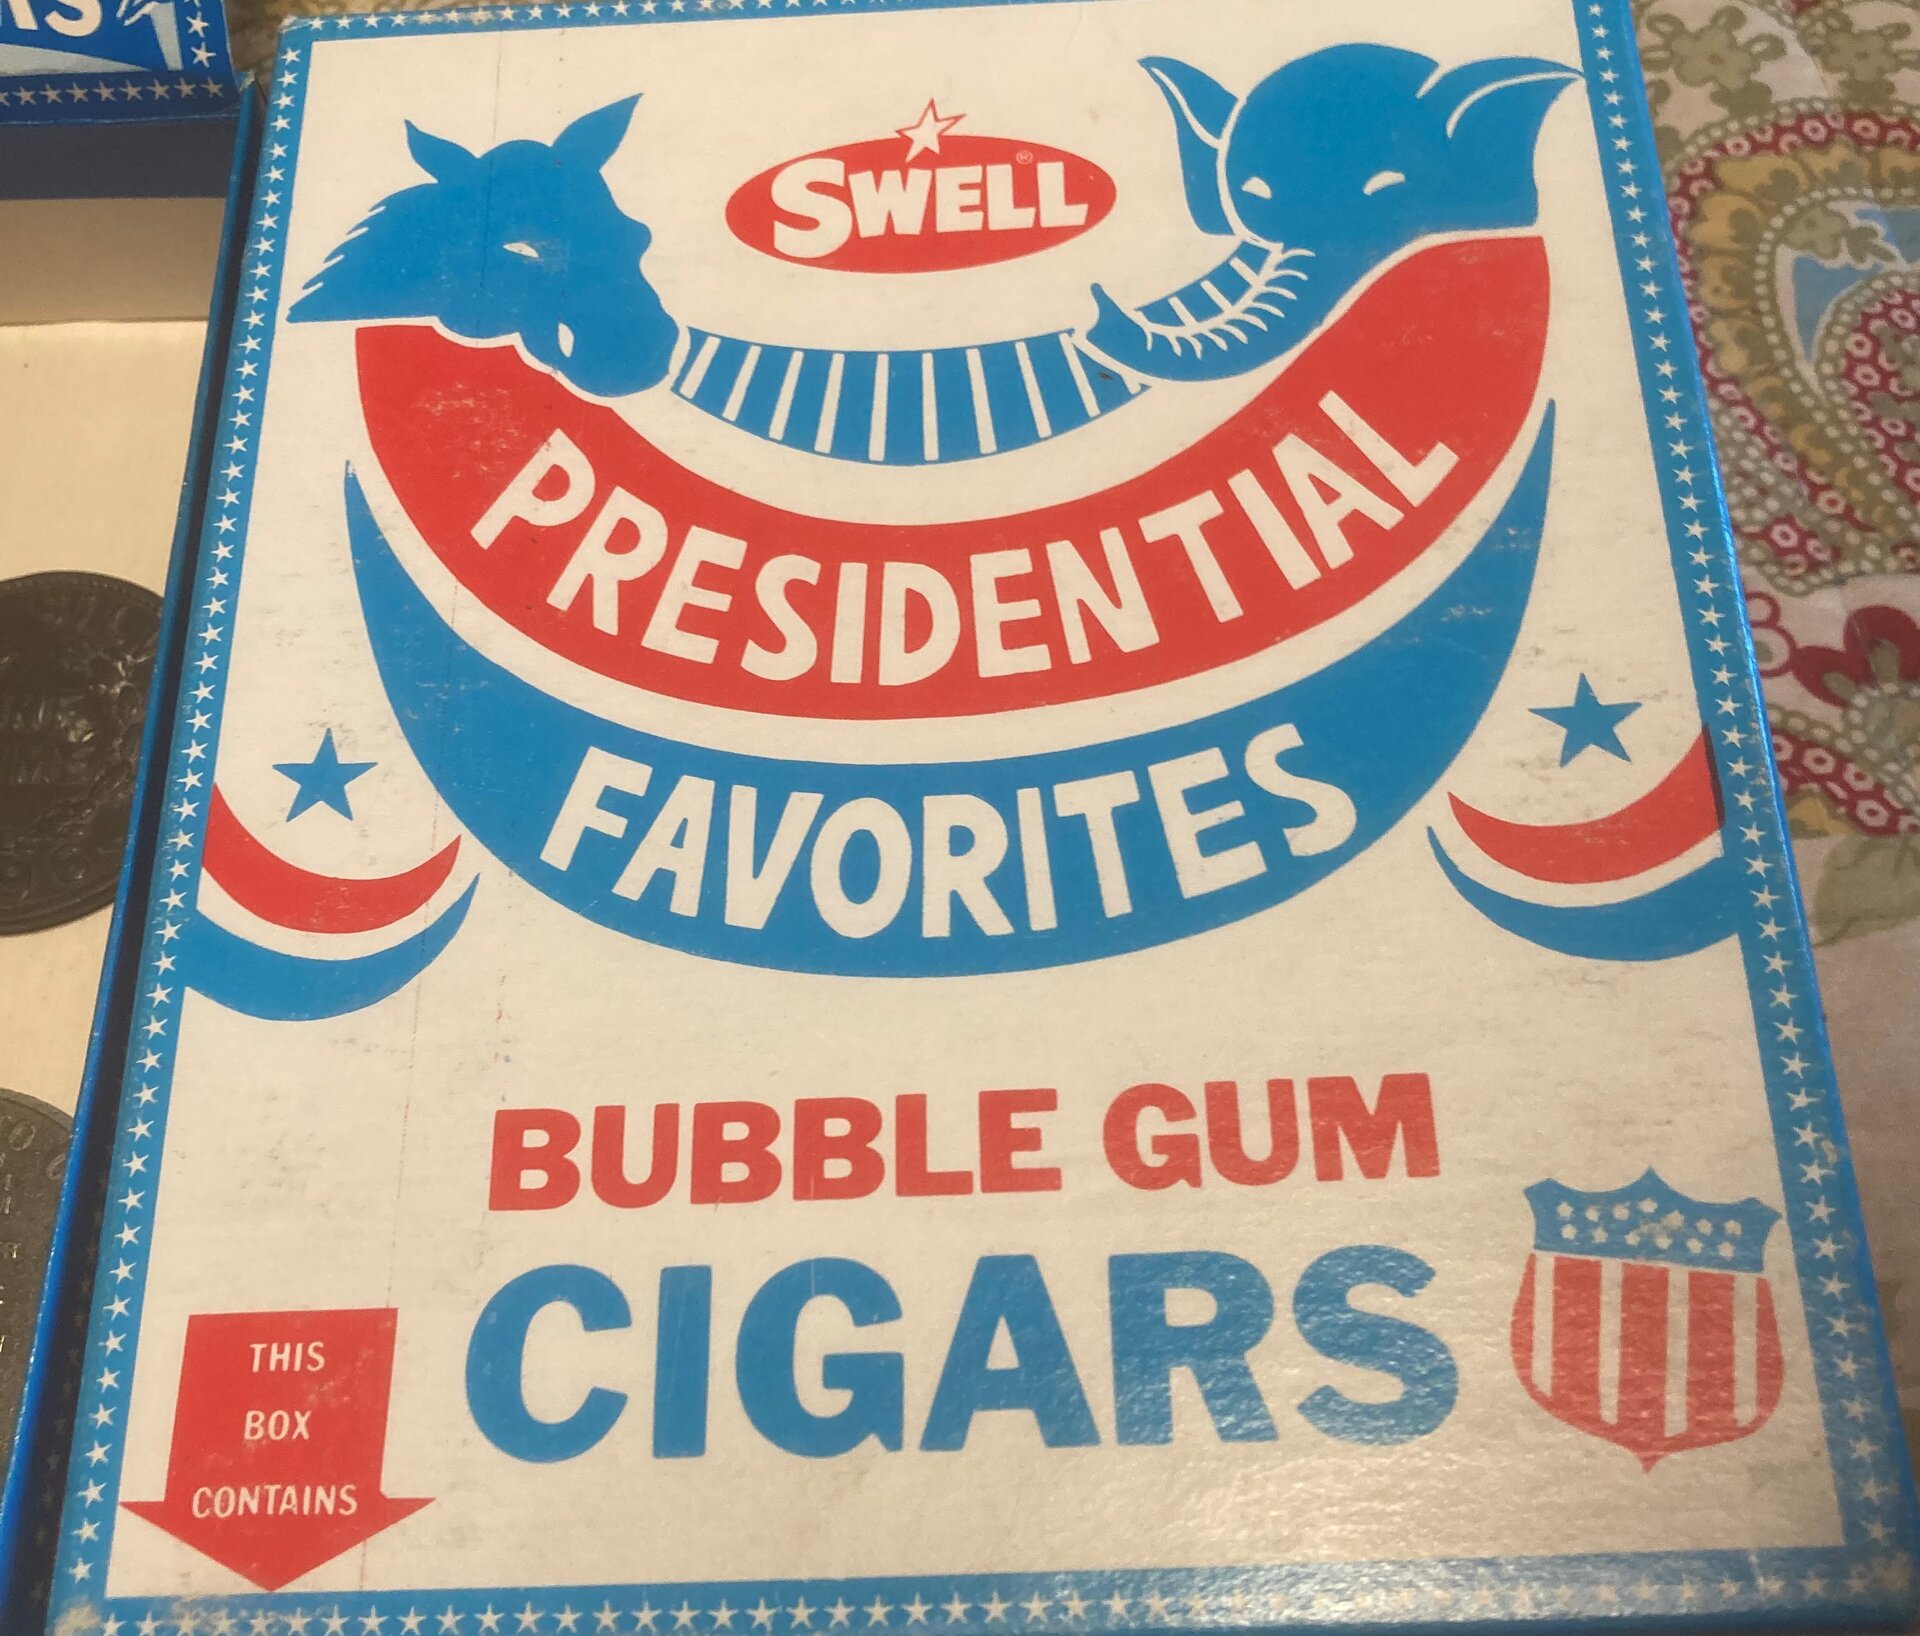 SWELL®
PRESIDENTIAL
FAVORITES
BUBBLE GUM
CIGARS
THIS
BOX
CONTAINS